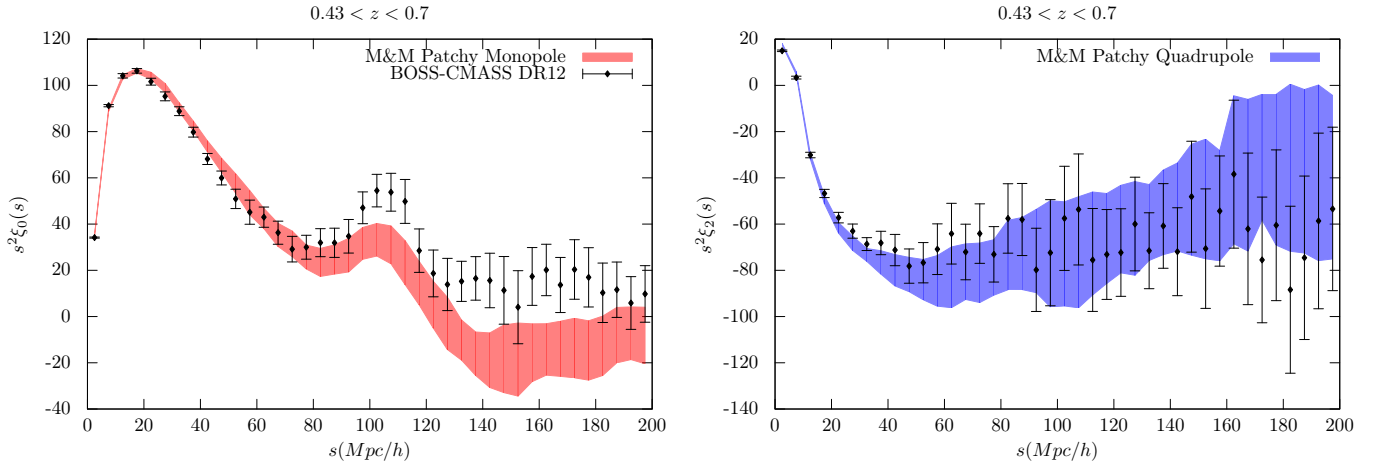 0.43 < z < 0.7
M&M Patchy Monopole
BOSS-CMASS DR12
s²ξ₀(s)
120
100
80
60
40
20
0
-20
-40
0 20 40 60 80 100 120 140 160 180 200
s(Mpc/h)
0.43 < z < 0.7
M&M Patchy Quadrupole
s²ξ₂(s)
20
0
-20
-40
-60
-80
-100
-120
-140
0 20 40 60 80 100 120 140 160 180 200
s(Mpc/h)